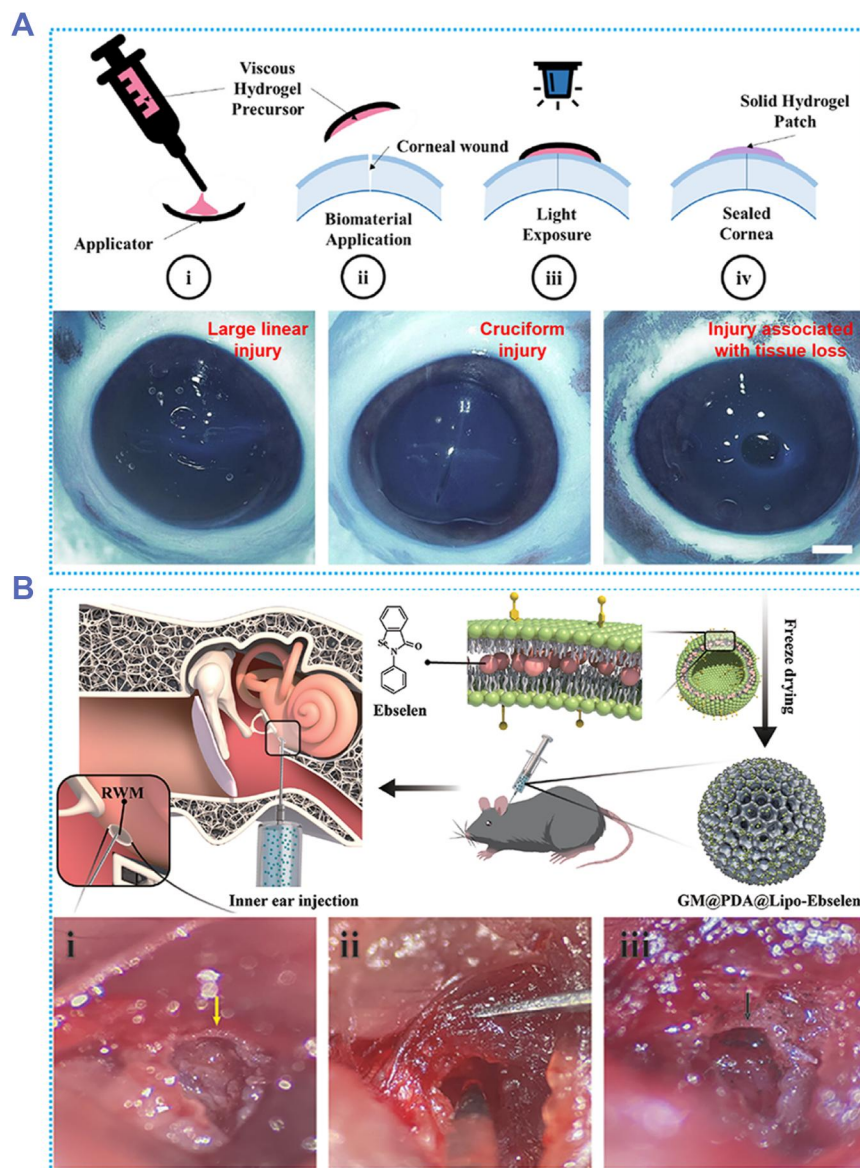 A
Viscous
Hydrogel
Precursor
Corneal wound
Solid Hydrogel
Patch
Applicator
Biomaterial
Application
Light
Exposure
Sealed
Cornea
i
ii
iii
iv
Large linear
injury
Cruciform
injury
Injury associated
with tissue loss
B
Se
N
O
Ebselen
Freeze drying
RWM
Inner ear injection
GM@PDA@Lipo-Ebselen
i
ii
iii